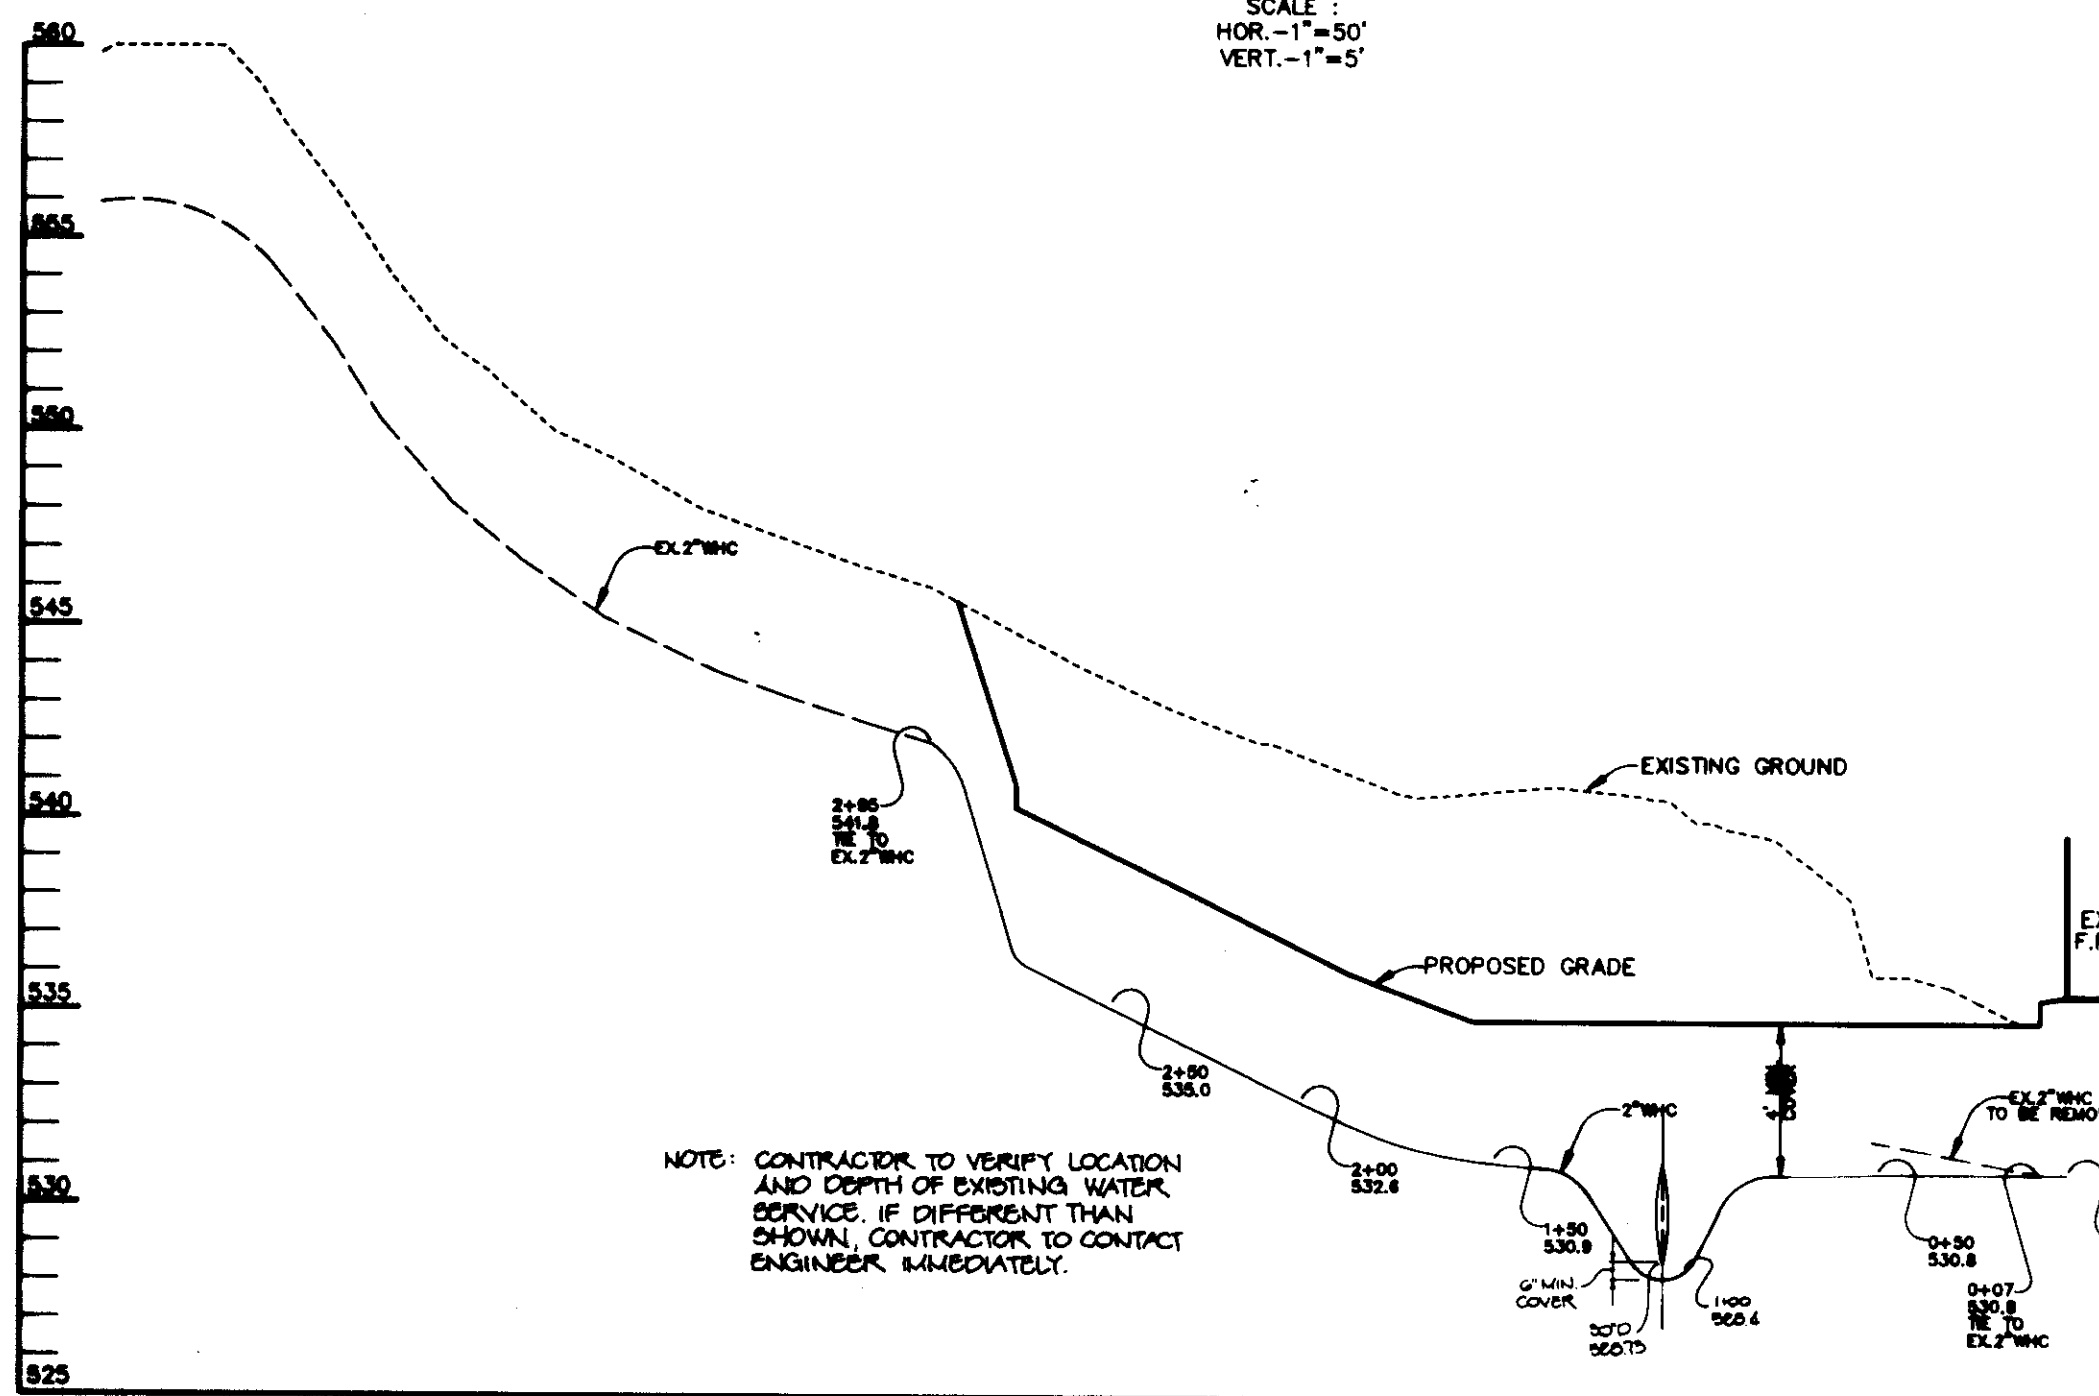 SCALE :
HOR.-1"=50'
VERT.-1"=5'
560
555
550
545
540
535
530
525
EX.2"WHC
EXISTING GROUND
541.8
TIE TO
EX.2"WHC
PROPOSED GRADE
2+50
535.0
2"WHC
EX.2"WHC
TO BE REMO
2+00
532.6
NOTE: CONTRACTOR TO VERIFY LOCATION
AND DEPTH OF EXISTING WATER
SERVICE. IF DIFFERENT THAN
SHOWN, CONTRACTOR TO CONTACT
ENGINEER IMMEDIATELY.
1+50
530.9
6" MIN.
COVER
1+00
0+50
530.8
0+07
530.8
TIE TO
EX.2"WHC
EX